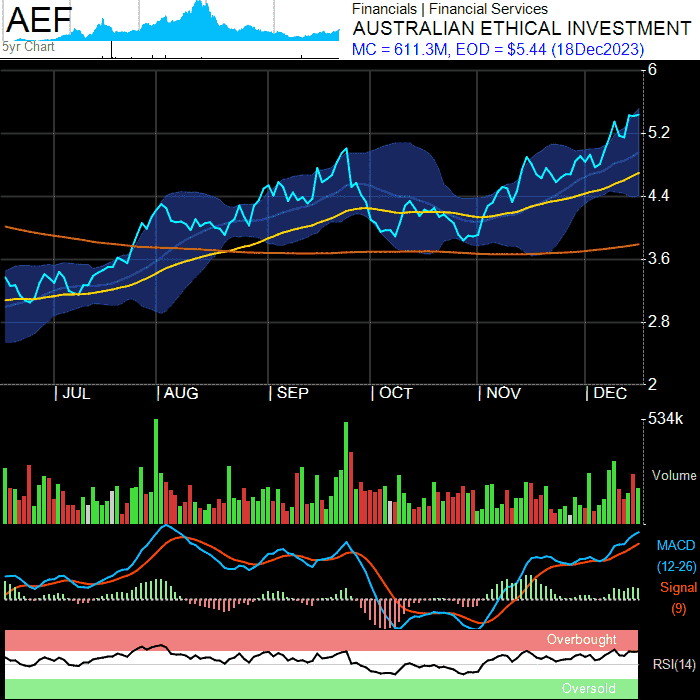 AEF
5yr Chart
Financials | Financial Services
AUSTRALIAN ETHICAL INVESTMENT
MC = 611.3M, EOD = $5.44 (18Dec2023)
6
5.2
4.4
3.6
2.8
2
| JUL | AUG | SEP | OCT | NOV | DEC
534k
Volume
MACD
(12-26)
Signal
(9)
Overbought
RSI(14)
Oversold